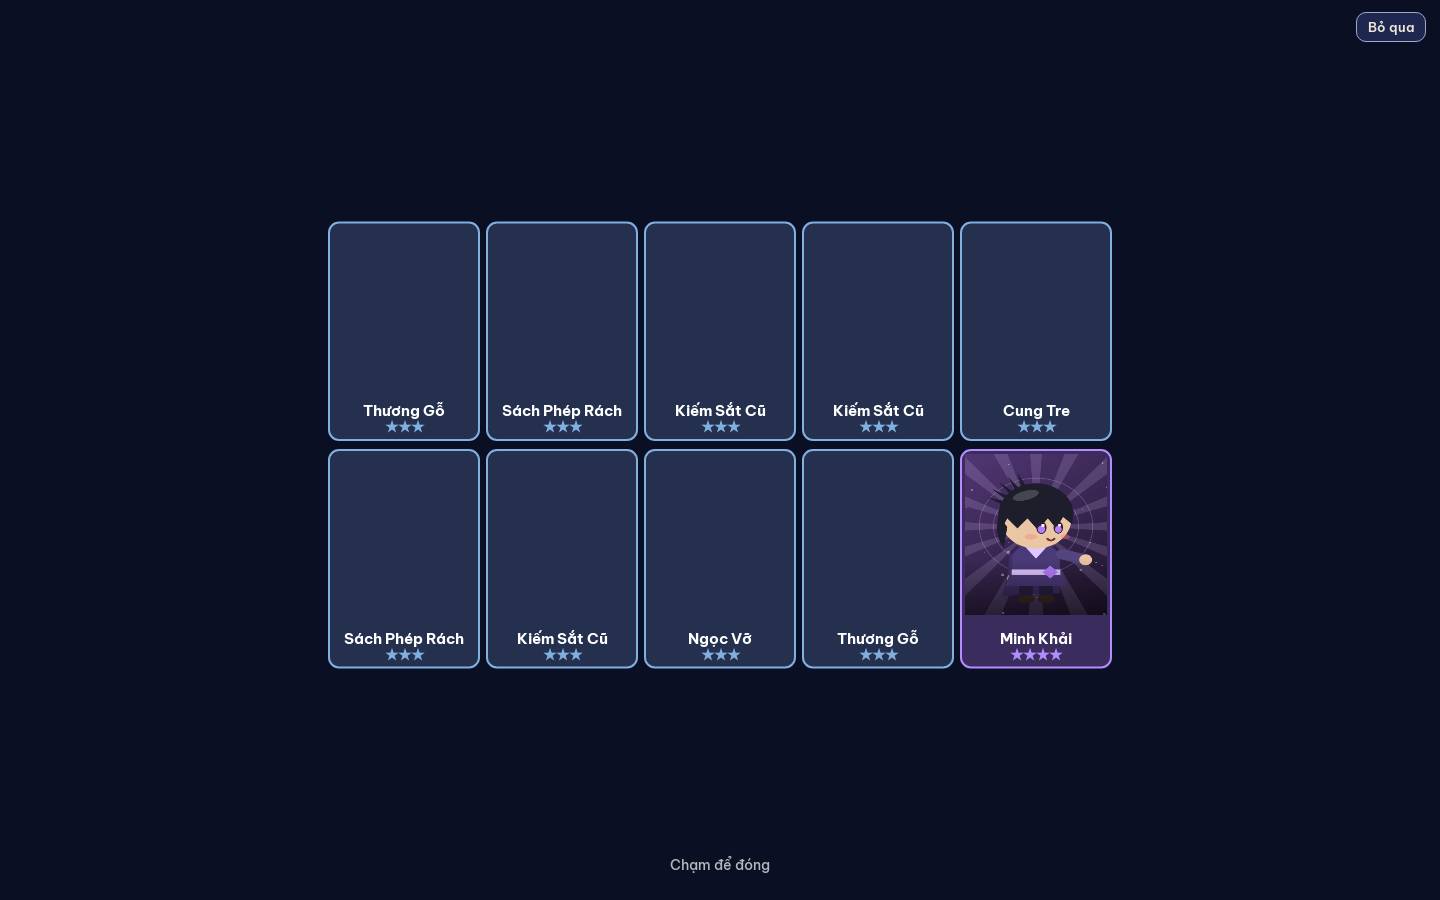 Bỏ qua
Thương Gỗ
★★★
Sách Phép Rách
★★★
Kiếm Sắt Cũ
★★★
Kiếm Sắt Cũ
★★★
Cung Tre
★★★
Sách Phép Rách
★★★
Kiếm Sắt Cũ
★★★
Ngọc Vỡ
★★★
Thương Gỗ
★★★
Minh Khải
★★★★
Chạm để đóng